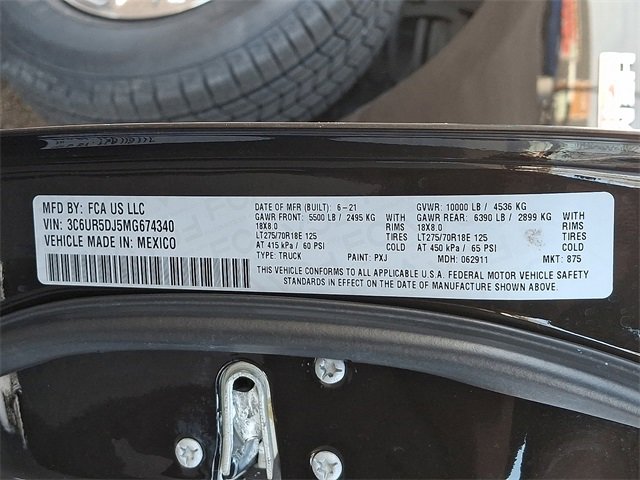 MFD BY: FCA US LLC
VIN: 3C6UR5DJ5MG674340
VEHICLE MADE IN: MEXICO
DATE OF MFR (BUILT): 6-21
GAWR FRONT: 5500 LB / 2495 KG WITH
18X8.0 RIMS
LT275/70R18E 125 TIRES
AT 415 kPa / 60 PSI COLD
TYPE: TRUCK PAINT: PXJ
GVWR: 10000 LB / 4536 KG
GAWR REAR: 6390 LB / 2899 KG WITH
18X8.0 RIMS
LT275/70R18E 125 TIRES
AT 450 kPa / 65 PSI COLD
MDH: 062911 MKT: 875
THIS VEHICLE CONFORMS TO ALL APPLICABLE U.S.A. FEDERAL MOTOR VEHICLE SAFETY
STANDARDS IN EFFECT ON THE DATE OF MANUFACTURE SHOWN ABOVE.